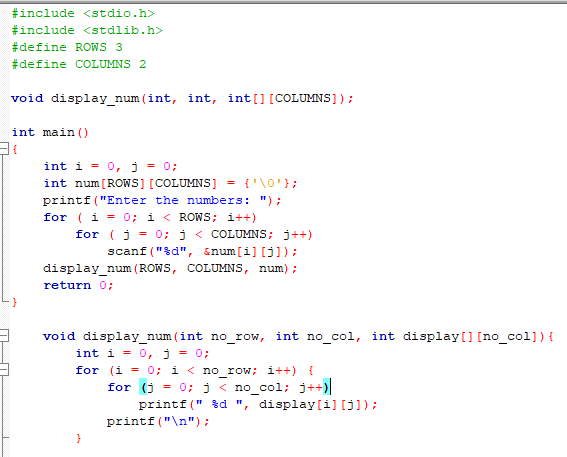 #include <stdio.h>
#include <stdlib.h>
#define ROWS 3
#define COLUMNS 2
void display_num(int, int, int[][COLUMNS]);
int main()
{
int i = 0, j = 0;
int num[ROWS][COLUMNS] = {'\0'};
printf("Enter the numbers: ");
for ( i = 0; i < ROWS; i++)
for ( j = 0; j < COLUMNS; j++)
scanf("%d", &num[i][j]);
display_num(ROWS, COLUMNS, num);
return 0;
}
void display_num(int no_row, int no_col, int display[][no_col]){
int i = 0, j = 0;
for (i = 0; i < no_row; i++) {
for (j = 0; j < no_col; j++)
printf(" %d ", display[i][j]);
printf("\n");
}